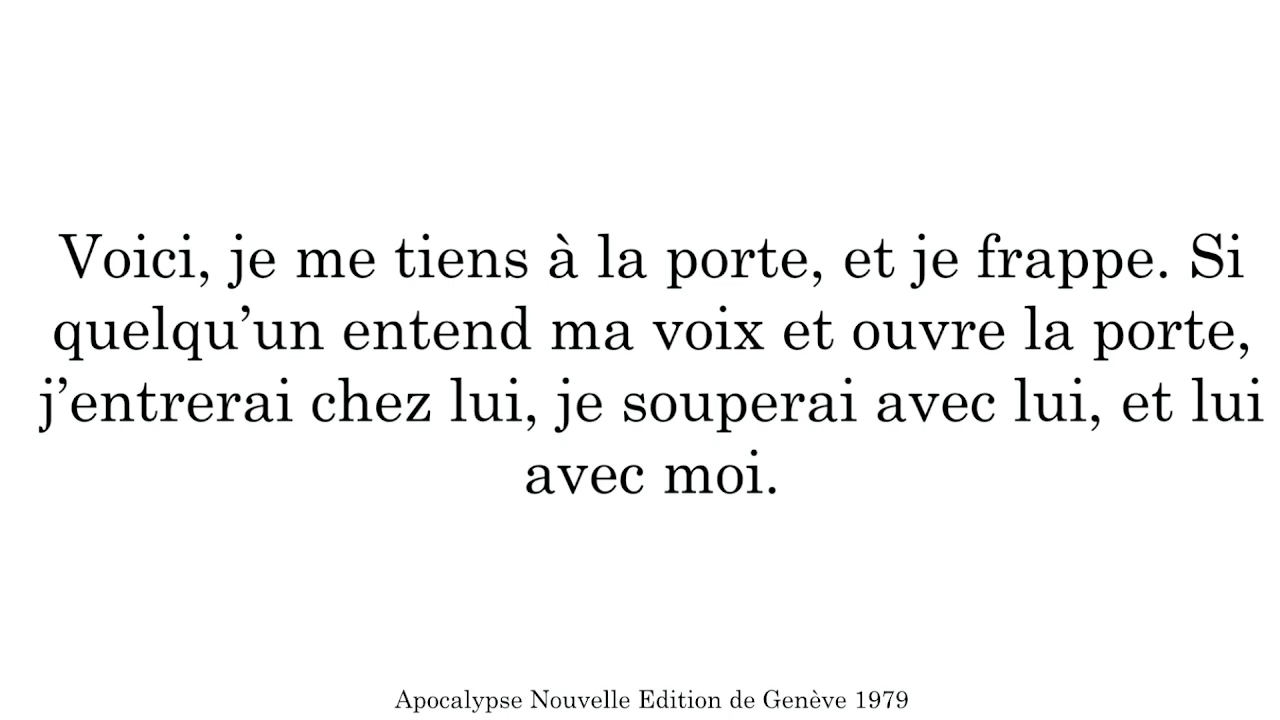 Voici, je me tiens à la porte, et je frappe. Si
quelqu’un entend ma voix et ouvre la porte,
j’entrerai chez lui, je souperai avec lui, et lui
avec moi.
Apocalypse Nouvelle Edition de Genève 1979